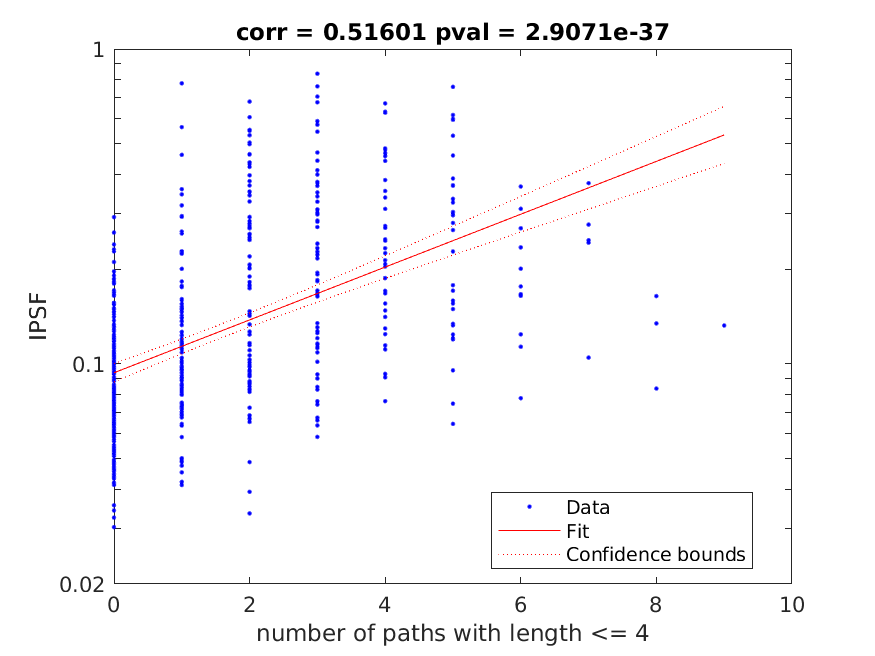 corr = 0.51601 pval = 2.9071e-37
1
0.1
0.02
IPSF
0 2 4 6 8 10
number of paths with length <= 4
Data
Fit
Confidence bounds